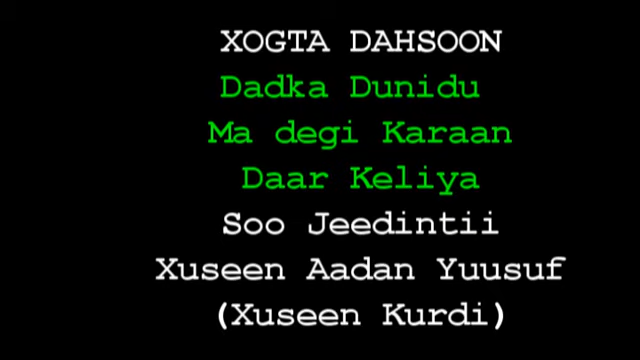 XOGTA DAHSOON
Dadka Dunidu
Ma degi Karaan
Daar Keliya
Soo Jeedintii
Xuseen Aadan Yuusuf
(Xuseen Kurdi)